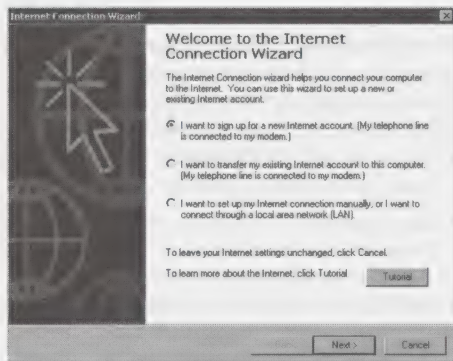 Internet Connection Wizard
Welcome to the Internet
Connection Wizard
The Internet Connection wizard helps you connect your computer
to the Internet. You can use this wizard to set up a new or
existing Internet account.
I want to sign up for a new Internet account. (My telephone line
is connected to my modem.)
I want to transfer my existing Internet account to this computer.
(My telephone line is connected to my modem.)
I want to set up my Internet connection manually, or I want to
connect through a local area network (LAN).
To leave your Internet settings unchanged, click Cancel.
To learn more about the Internet, click Tutorial
Tutorial
Next >
Cancel